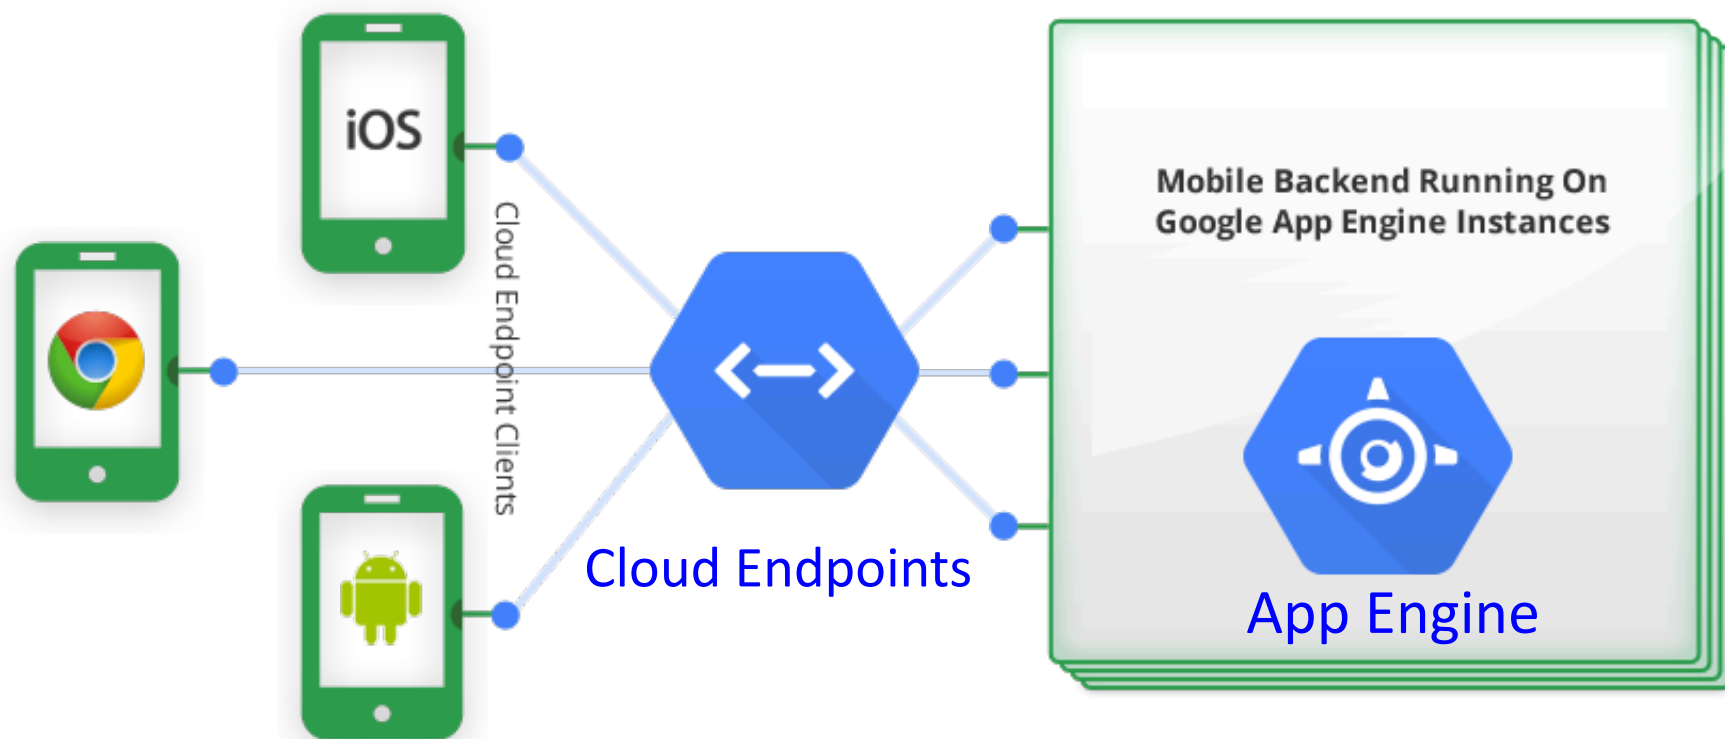 iOS
Cloud Endpoint Clients
Cloud Endpoints
Mobile Backend Running On
Google App Engine Instances
App Engine